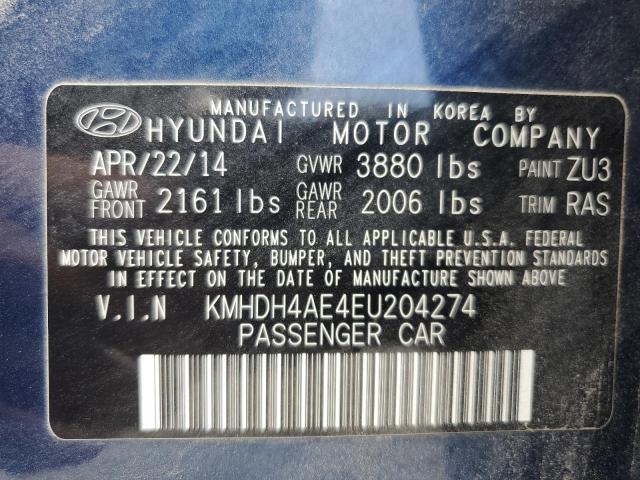 MANUFACTURED IN KOREA BY
HYUNDAI MOTOR COMPANY
APR/22/14 GVWR 3880 lbs PAINT ZU3
GAWR FRONT 2161 lbs GAWR REAR 2006 lbs TRIM RAS
THIS VEHICLE CONFORMS TO ALL APPLICABLE U.S.A. FEDERAL
MOTOR VEHICLE SAFETY, BUMPER, AND THEFT PREVENTION STANDARDS
IN EFFECT ON THE DATE OF MANUFACTURE SHOWN ABOVE.
V.I.N KMHDH4AE4EU204274
PASSENGER CAR